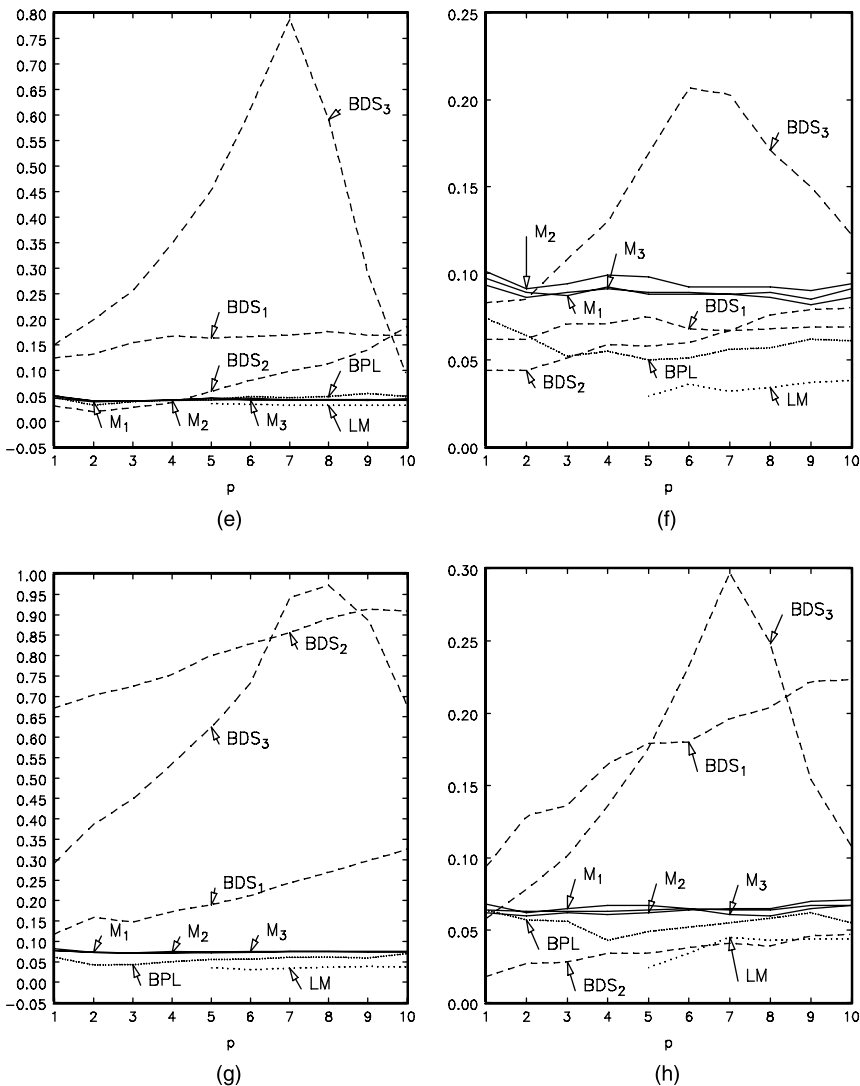 0.80
0.75
0.70
0.65
0.60
0.55
0.50
0.45
0.40
0.35
0.30
0.25
0.20
0.15
0.10
0.05
0.00
−0.05
BDS₃
BDS₁
BDS₂
BPL
M₁
M₂
M₃
LM
1 2 3 4 5 6 7 8 9 10
p
(e)
0.25
0.20
0.15
0.10
0.05
0.00
BDS₃
M₂
M₃
BDS₁
M₁
BPL
BDS₂
LM
1 2 3 4 5 6 7 8 9 10
p
(f)
1.00
0.95
0.90
0.85
0.80
0.75
0.70
0.65
0.60
0.55
0.50
0.45
0.40
0.35
0.30
0.25
0.20
0.15
0.10
0.05
0.00
−0.05
BDS₂
BDS₃
BDS₁
M₁
M₂
M₃
BPL
LM
1 2 3 4 5 6 7 8 9 10
p
(g)
0.30
0.25
0.20
0.15
0.10
0.05
0.00
BDS₃
BDS₁
M₁
M₂
M₃
BPL
LM
BDS₂
1 2 3 4 5 6 7 8 9 10
p
(h)